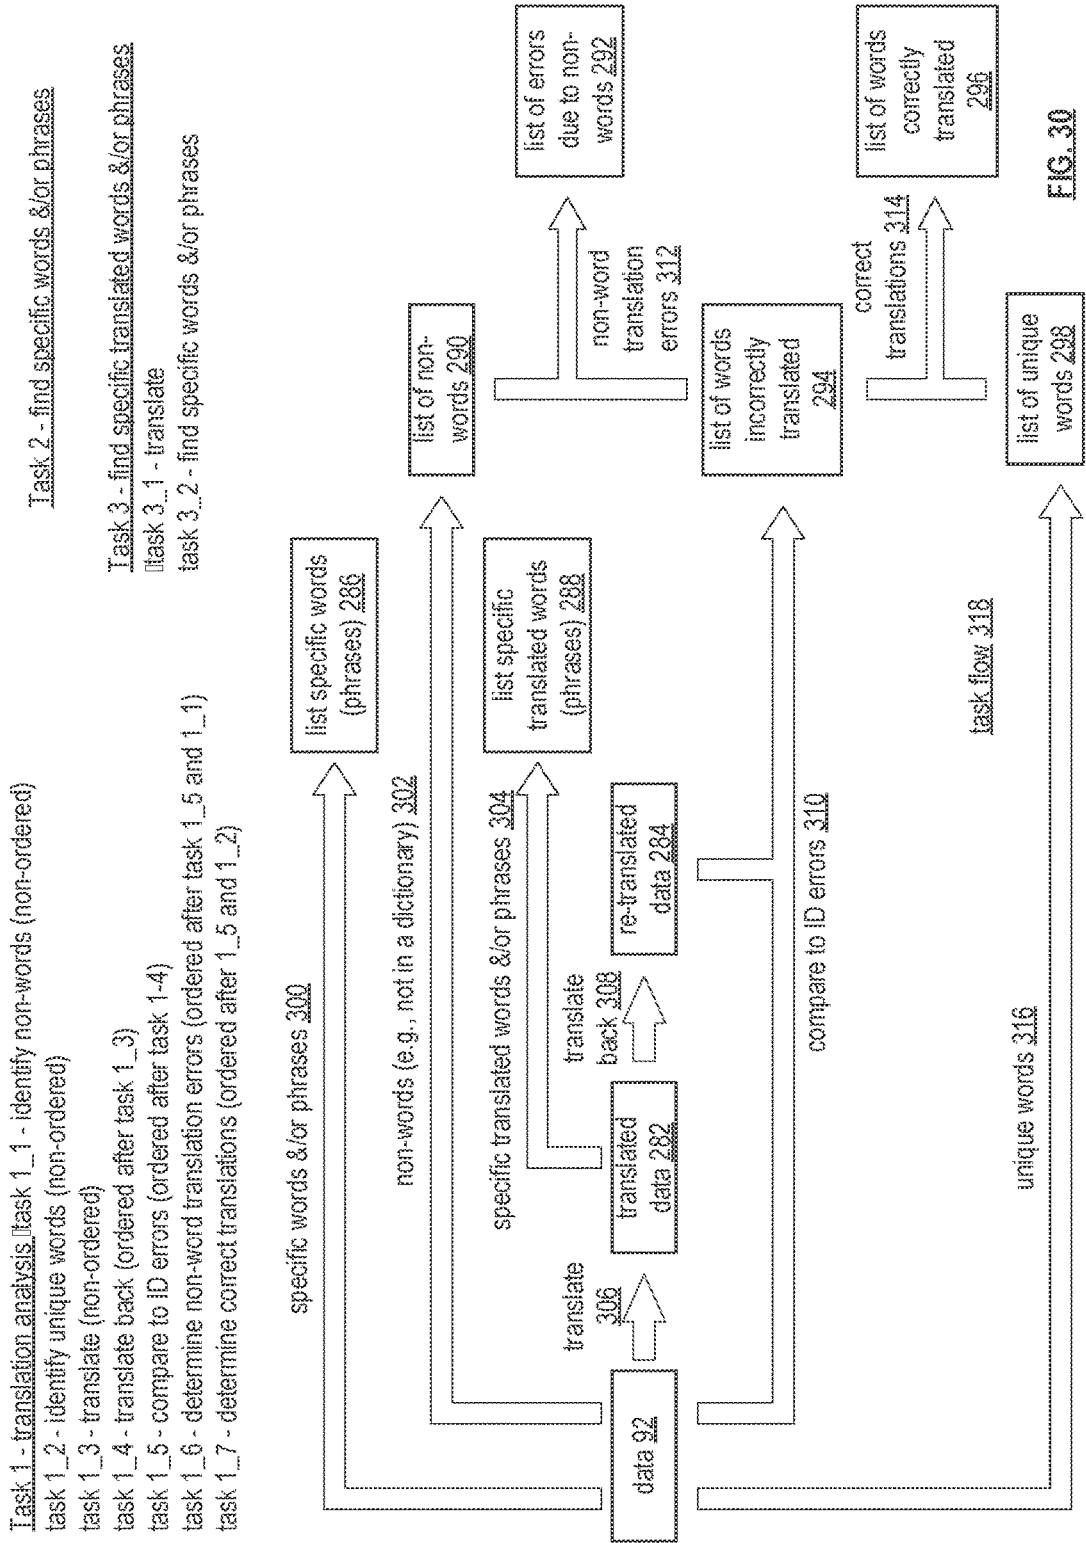 Task 1 - translation analysis ▯task 1_1 - identify non-words (non-ordered)
task 1_2 - identify unique words (non-ordered)
task 1_3 - translate (non-ordered)
task 1_4 - translate back (ordered after task 1_3)
task 1_5 - compare to ID errors (ordered after task 1-4)
task 1_6 - determine non-word translation errors (ordered after task 1_5 and 1_1)
task 1_7 - determine correct translations (ordered after 1_5 and 1_2)
Task 2 - find specific words &/or phrases
Task 3 - find specific translated words &/or phrases
▯task 3_1 - translate
task 3_2 - find specific words &/or phrases
specific words &/or phrases 300
list specific words
(phrases) 286
non-words (e.g., not in a dictionary) 302
list of non-
words 290
specific translated words &/or phrases 304
list specific
translated words
(phrases) 288
list of errors
due to non-
words 292
non-word
translation
errors 312
data 92
translate
306
translated
data 282
translate
back 308
re-translated
data 284
compare to ID errors 310
list of words
incorrectly
translated
294
correct
translations 314
list of words
correctly
translated
296
unique words 316
list of unique
words 298
task flow 318
FIG. 30